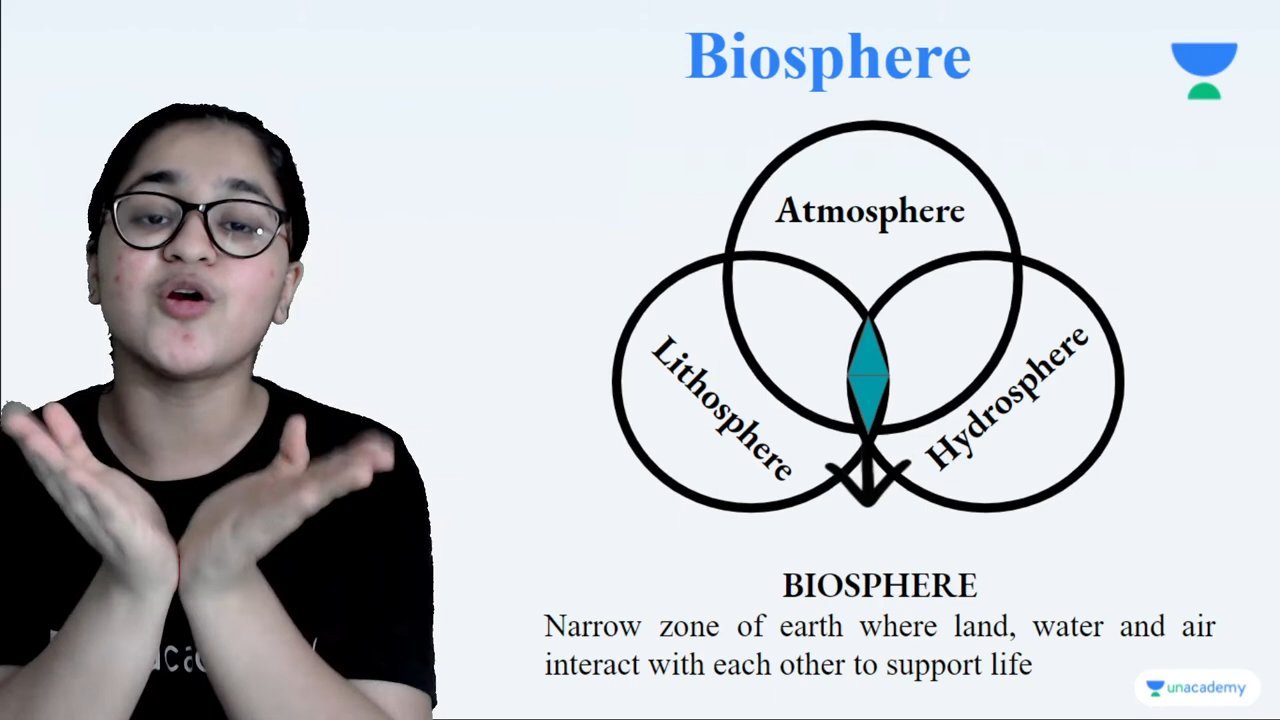 Biosphere
Atmosphere
Lithosphere
Hydrosphere
BIOSPHERE
Narrow zone of earth where land, water and air
interact with each other to support life
unacademy